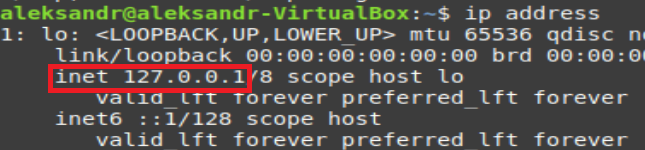 aleksandr@aleksandr-VirtualBox:~$ ip address
1: lo: <LOOPBACK,UP,LOWER_UP> mtu 65536 qdisc
link/loopback 00:00:00:00:00:00 brd 00:00:00
inet 127.0.0.1/8 scope host lo
valid_lft forever preferred_lft forever
inet6 ::1/128 scope host
valid_lft forever preferred_lft forever